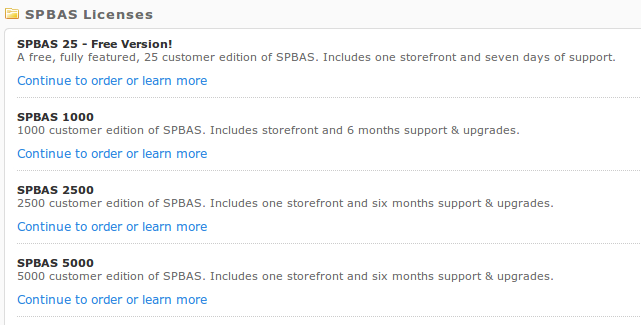 SPBAS Licenses
SPBAS 25 - Free Version!
A free, fully featured, 25 customer edition of SPBAS. Includes one storefront and seven days of support.
Continue to order or learn more
SPBAS 1000
1000 customer edition of SPBAS. Includes storefront and 6 months support & upgrades.
Continue to order or learn more
SPBAS 2500
2500 customer edition of SPBAS. Includes one storefront and six months support & upgrades.
Continue to order or learn more
SPBAS 5000
5000 customer edition of SPBAS. Includes one storefront and six months support & upgrades.
Continue to order or learn more